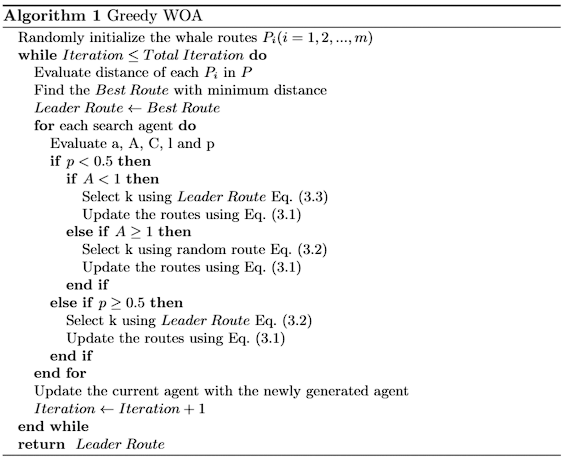 Algorithm 1 Greedy WOA
Randomly initialize the whale routes P_i(i = 1, 2, ..., m)
while Iteration ≤ Total Iteration do
Evaluate distance of each P_i in P
Find the Best Route with minimum distance
Leader Route ← Best Route
for each search agent do
Evaluate a, A, C, l and p
if p < 0.5 then
if A < 1 then
Select k using Leader Route Eq. (3.3)
Update the routes using Eq. (3.1)
else if A ≥ 1 then
Select k using random route Eq. (3.2)
Update the routes using Eq. (3.1)
end if
else if p ≥ 0.5 then
Select k using Leader Route Eq. (3.2)
Update the routes using Eq. (3.1)
end if
end for
Update the current agent with the newly generated agent
Iteration ← Iteration + 1
end while
return Leader Route